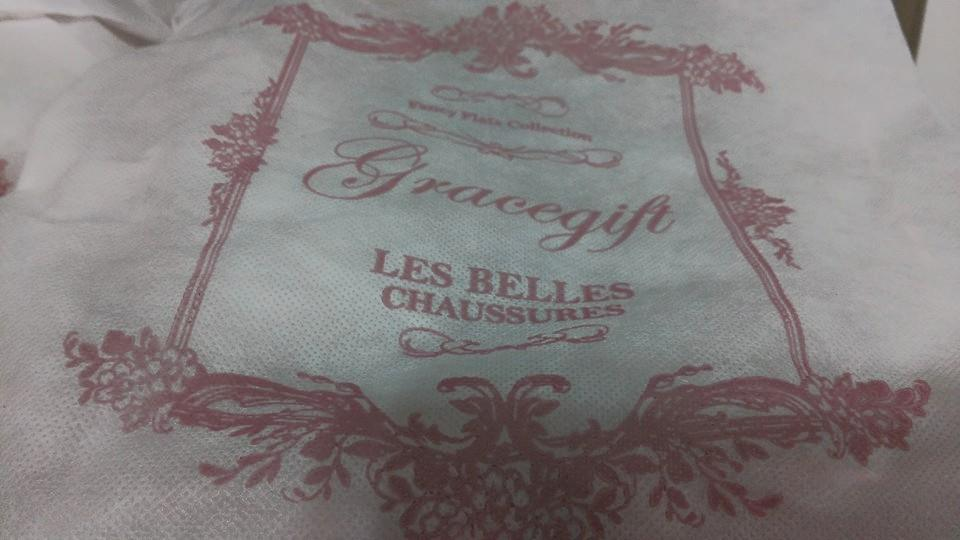 Fancy Flats Collection
Gracegift
LES BELLES
CHAUSSURES